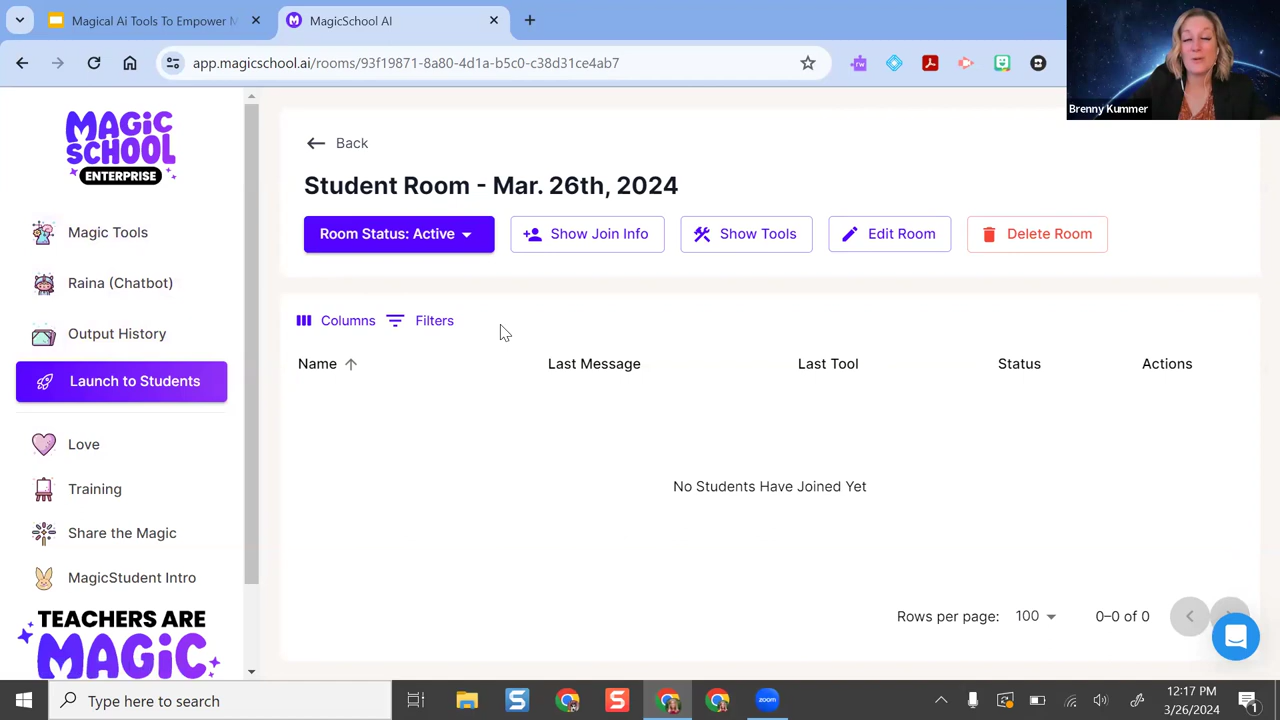 Magical Ai Tools To Empower M
MagicSchool AI
app.magicschool.ai/rooms/93f19871-8a80-4d1a-b5c0-c38d31ce4ab7
Brenny Kummer
MAGIC
SCHOOL
ENTERPRISE
Magic Tools
Raina (Chatbot)
Output History
Launch to Students
Love
Training
Share the Magic
MagicStudent Intro
TEACHERS ARE
MAGIC
Back
Student Room - Mar. 26th, 2024
Room Status: Active
Show Join Info
Show Tools
Edit Room
Delete Room
Columns
Filters
Name
Last Message
Last Tool
Status
Actions
No Students Have Joined Yet
Rows per page: 100
0–0 of 0
Type here to search
zoom
12:17 PM
3/26/2024
1